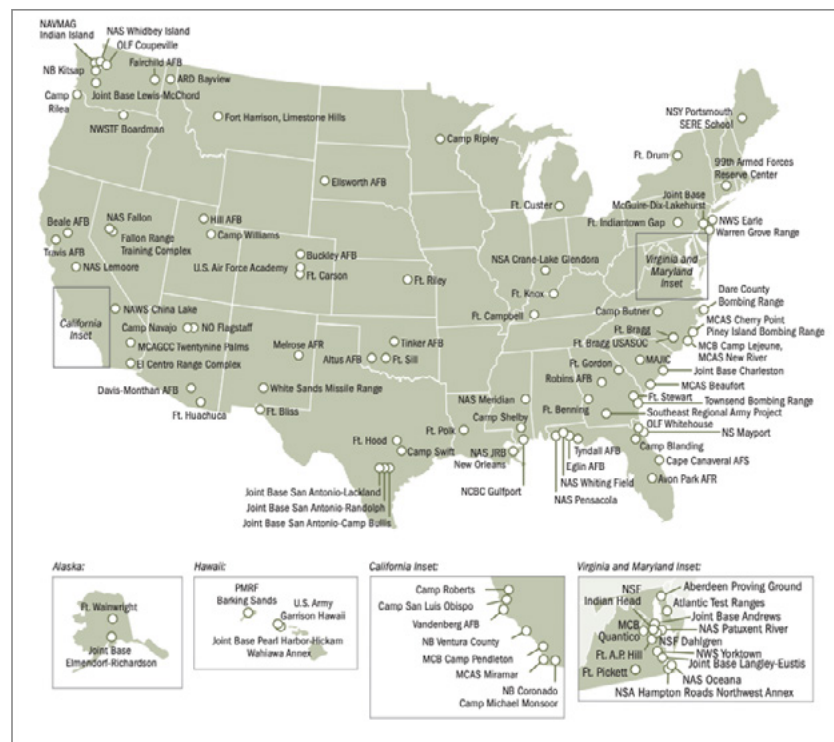 NAVMAG
Indian Island
NAS Whidbey Island
OLF Coupeville
NB Kitsap
Fairchild AFB
ARD Bayview
Camp
Rilea
Joint Base Lewis-McChord
NWSTF Boardman
Fort Harrison, Limestone Hills
Camp Ripley
NSY Portsmouth
SERE School
Ft. Drum
99th Armed Forces
Reserve Center
Ellsworth AFB
Ft. Custer
Joint Base
McGuire-Dix-Lakehurst
Ft. Indiantown Gap
NWS Earle
Warren Grove Range
Beale AFB
NAS Fallon
Fallon Range
Training Complex
Travis AFB
NAS Lemoore
Hill AFB
Camp Williams
Buckley AFB
U.S. Air Force Academy
Ft. Carson
Ft. Riley
NSA Crane-Lake Glendora
Ft. Knox
Ft. Campbell
Virginia and
Maryland
Inset
Dare County
Bombing Range
California
Inset
NAWS China Lake
Camp Navajo
NO Flagstaff
MCAGCC Twentynine Palms
El Centro Range Complex
Melrose AFR
Tinker AFB
Altus AFB
Ft. Sill
Camp Butner
Ft. Bragg
Ft. Bragg USASOC
MCAS Cherry Point
Piney Island Bombing Range
MCB Camp Lejeune,
MCAS New River
MAJIC
Ft. Gordon
Joint Base Charleston
Robins AFB
MCAS Beaufort
Davis-Monthan AFB
Ft. Huachuca
White Sands Missile Range
Ft. Bliss
NAS Meridian
Camp Shelby
Ft. Benning
Ft. Stewart
Townsend Bombing Range
Southeast Regional Army Project
OLF Whitehouse
NS Mayport
Ft. Polk
Ft. Hood
Camp Swift
NAS JRB
New Orleans
Tyndall AFB
Eglin AFB
Camp Blanding
Cape Canaveral AFS
Avon Park AFR
Joint Base San Antonio-Lackland
Joint Base San Antonio-Randolph
Joint Base San Antonio-Camp Bullis
NCBC Gulfport
NAS Whiting Field
NAS Pensacola
Alaska:
Ft. Wainwright
Joint Base
Elmendorf-Richardson
Hawaii:
PMRF
Barking Sands
U.S. Army
Garrison Hawaii
Joint Base Pearl Harbor-Hickam
Wahiawa Annex
California Inset:
Camp Roberts
Camp San Luis Obispo
Vandenberg AFB
NB Ventura County
MCB Camp Pendleton
MCAS Miramar
NB Coronado
Camp Michael Monsoor
Virginia and Maryland Inset:
NSF
Indian Head
Aberdeen Proving Ground
Atlantic Test Ranges
Joint Base Andrews
MCB
Quantico
NAS Patuxent River
NSF Dahlgren
Ft. A.P. Hill
NWS Yorktown
Joint Base Langley-Eustis
Ft. Pickett
NAS Oceana
NSA Hampton Roads Northwest Annex